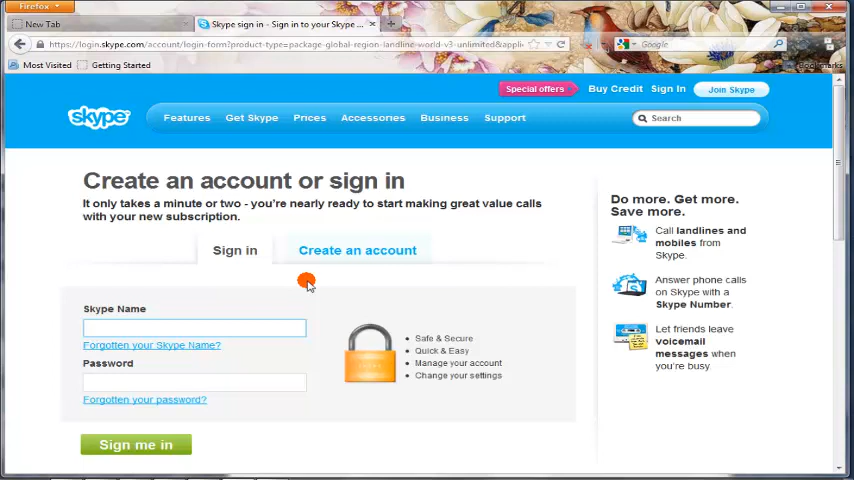 Firefox
New Tab
Skype sign in - Sign in to your Skype ...
https://login.skype.com/account/login-form?product-type=package-global-region-landline-world-v3-unlimited&appli
Google
Most Visited
Getting Started
Bookmarks
Special offers
Buy Credit
Sign In
Join Skype
skype
Features
Get Skype
Prices
Accessories
Business
Support
Search
Create an account or sign in
It only takes a minute or two - you're nearly ready to start making great value calls
with your new subscription.
Sign in
Create an account
Skype Name
Forgotten your Skype Name?
Password
Forgotten your password?
Sign me in
Safe & Secure
Quick & Easy
Manage your account
Change your settings
Do more. Get more.
Save more.
Call landlines and
mobiles from
Skype.
Answer phone calls
on Skype with a
Skype Number.
Let friends leave
voicemail
messages when
you're busy.